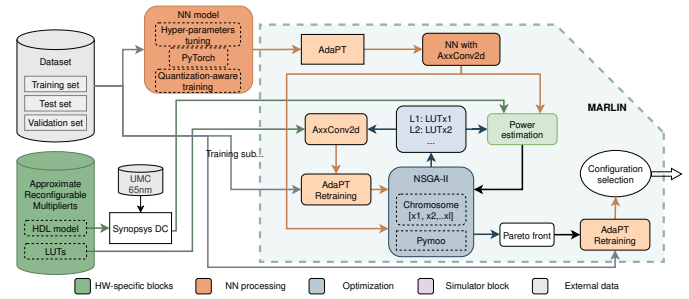 NN model
Hyper-parameters
tuning
PyTorch
Quantization-aware
training
Dataset
Training set
Test set
Validation set
AdaPT
NN with
AxxConv2d
MARLIN
AxxConv2d
L1: LUTx1
L2: LUTx2
...
Power
estimation
Training sub...
AdaPT
Retraining
NSGA-II
Chromosome
[x1, x2,..xl]
Pymoo
Configuration
selection
Approximate
Reconfigurable
Multiplierts
HDL model
LUTs
UMC
65nm
Synopsys DC
Pareto front
AdaPT
Retraining
HW-specific blocks
NN processing
Optimization
Simulator block
External data